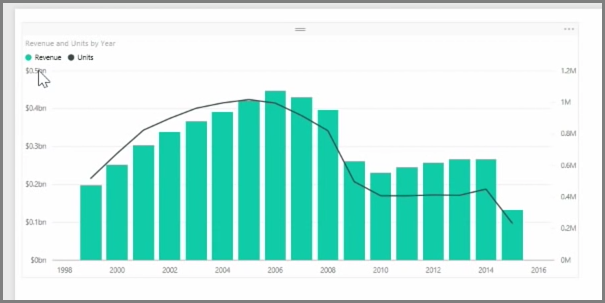 Revenue and Units by Year
Revenue Units
$0.5bn 1.2M
$0.4bn 1M
$0.3bn 0.8M
0.6M
$0.2bn 0.4M
$0.1bn 0.2M
$0bn 0M
1998 2000 2002 2004 2006 2008 2010 2012 2014 2016